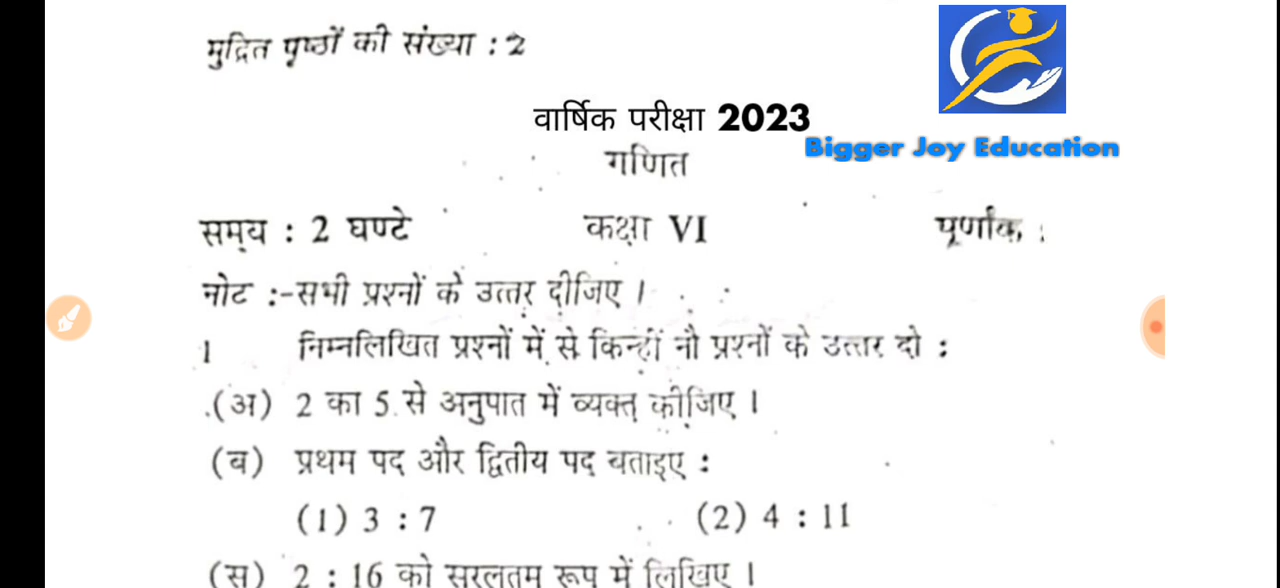 मुद्रित पृष्ठों की संख्या : 2
वार्षिक परीक्षा 2023
Bigger Joy Education
गणित
समय : 2 घण्टे कक्षा VI पूर्णांक :
नोट :-सभी प्रश्नों के उत्तर दीजिए ।
1 निम्नलिखित प्रश्नों में से किन्हीं नौ प्रश्नों के उत्तर दो :
(अ) 2 का 5 से अनुपात में व्यक्त कीजिए ।
(ब) प्रथम पद और द्वितीय पद बताइए :
(1) 3 : 7 (2) 4 : 11
(स) 2 : 16 को सरलतम रूप में लिखिए ।